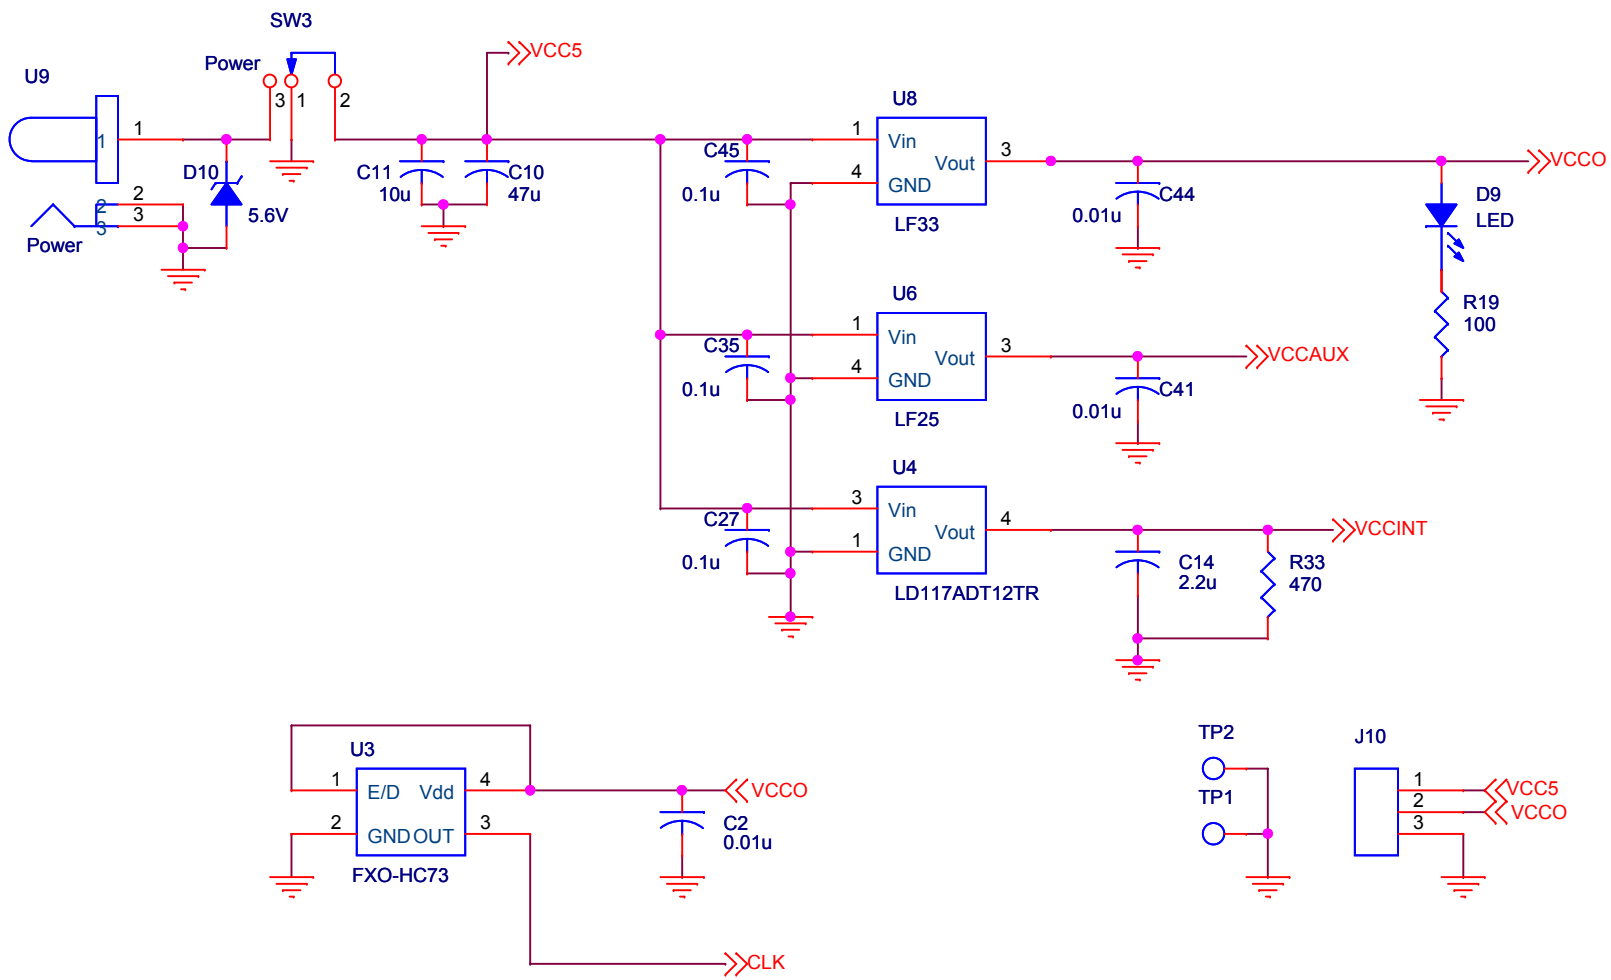 SW3
Power
3
1
2
VCC5
U9
1
1
2
3
2
3
Power
D10
5.6V
C11
10u
C10
47u
C45
0.1u
U8
1
Vin
Vout
3
4
GND
LF33
VCCO
C44
0.01u
D9
LED
R19
100
U6
1
Vin
Vout
3
4
GND
LF25
C35
0.1u
VCCAUX
C41
0.01u
U4
3
Vin
Vout
4
1
GND
LD117ADT12TR
C27
0.1u
VCCINT
C14
2.2u
R33
470
U3
1
E/D
Vdd
4
2
GND
OUT
3
FXO-HC73
VCCO
C2
0.01u
CLK
TP2
TP1
J10
1
VCC5
2
VCCO
3